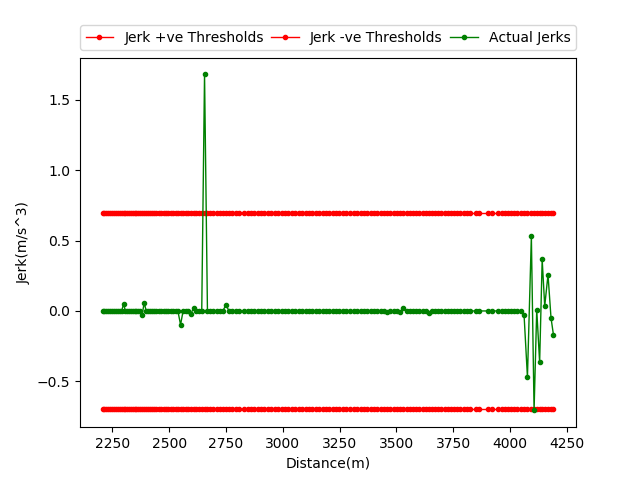 Jerk +ve Thresholds Jerk -ve Thresholds Actual Jerks
1.5
1.0
0.5
0.0
−0.5
Jerk(m/s^3)
2250 2500 2750 3000 3250 3500 3750 4000 4250
Distance(m)